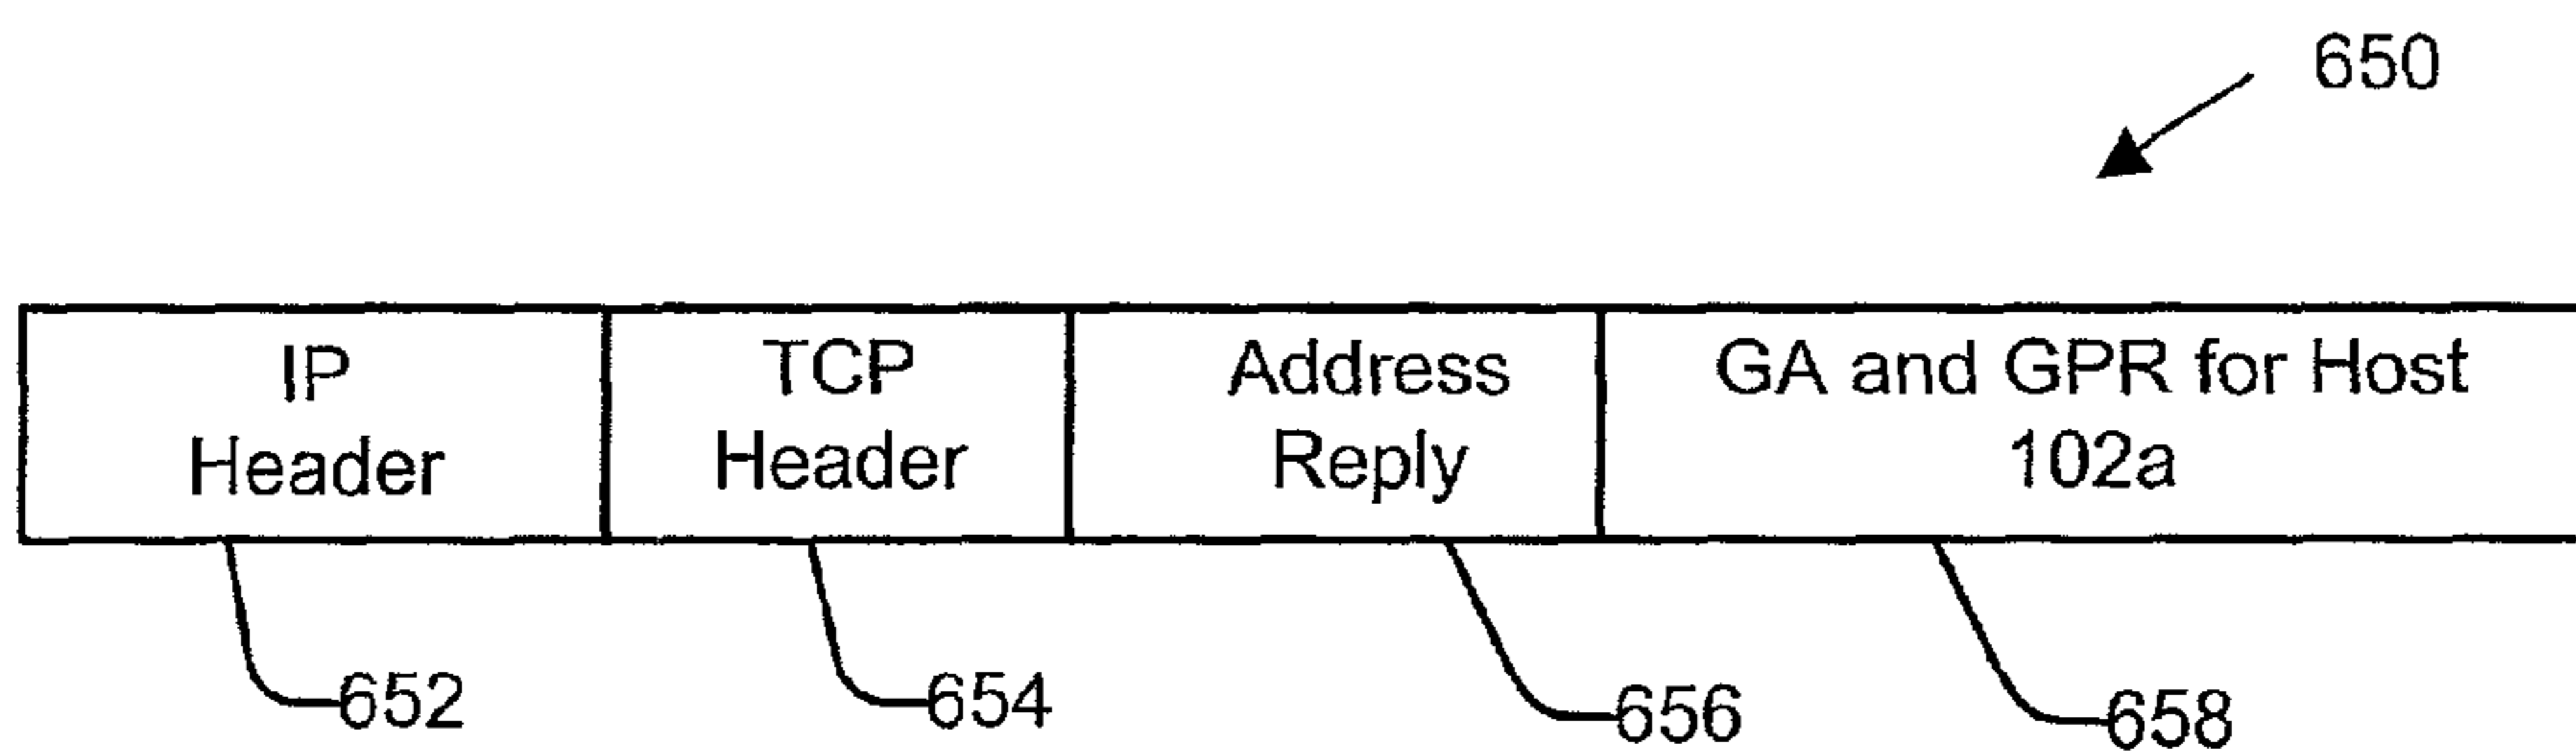 650
IP
Header
TCP
Header
Address
Reply
GA and GPR for Host
102a
652
654
656
658